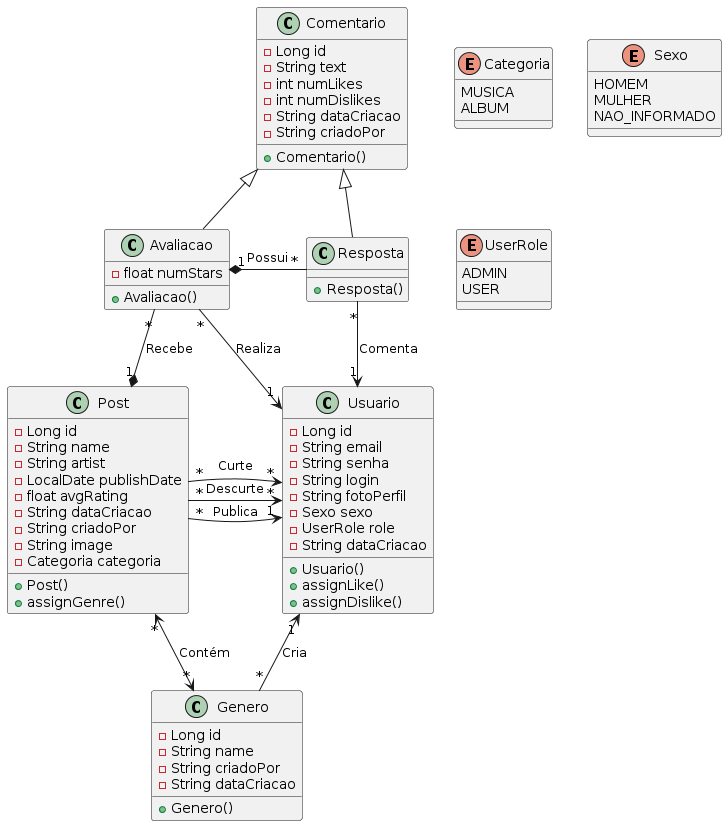 C Comentario
Long id
String text
int numLikes
int numDislikes
String dataCriacao
String criadoPor
Comentario()
E Categoria
MUSICA
ALBUM
E Sexo
HOMEM
MULHER
NAO_INFORMADO
C Avaliacao
float numStars
Avaliacao()
1 Possui *
C Resposta
Resposta()
E UserRole
ADMIN
USER
*
Recebe
1
*
Realiza
1
*
Comenta
1
C Post
Long id
String name
String artist
LocalDate publishDate
float avgRating
String dataCriacao
String criadoPor
String image
Categoria categoria
Post()
assignGenre()
* Curte *
* Descurte *
* Publica 1
C Usuario
Long id
String email
String senha
String login
String fotoPerfil
Sexo sexo
UserRole role
String dataCriacao
Usuario()
assignLike()
assignDislike()
*
Contém
*
1
Cria
*
C Genero
Long id
String name
String criadoPor
String dataCriacao
Genero()